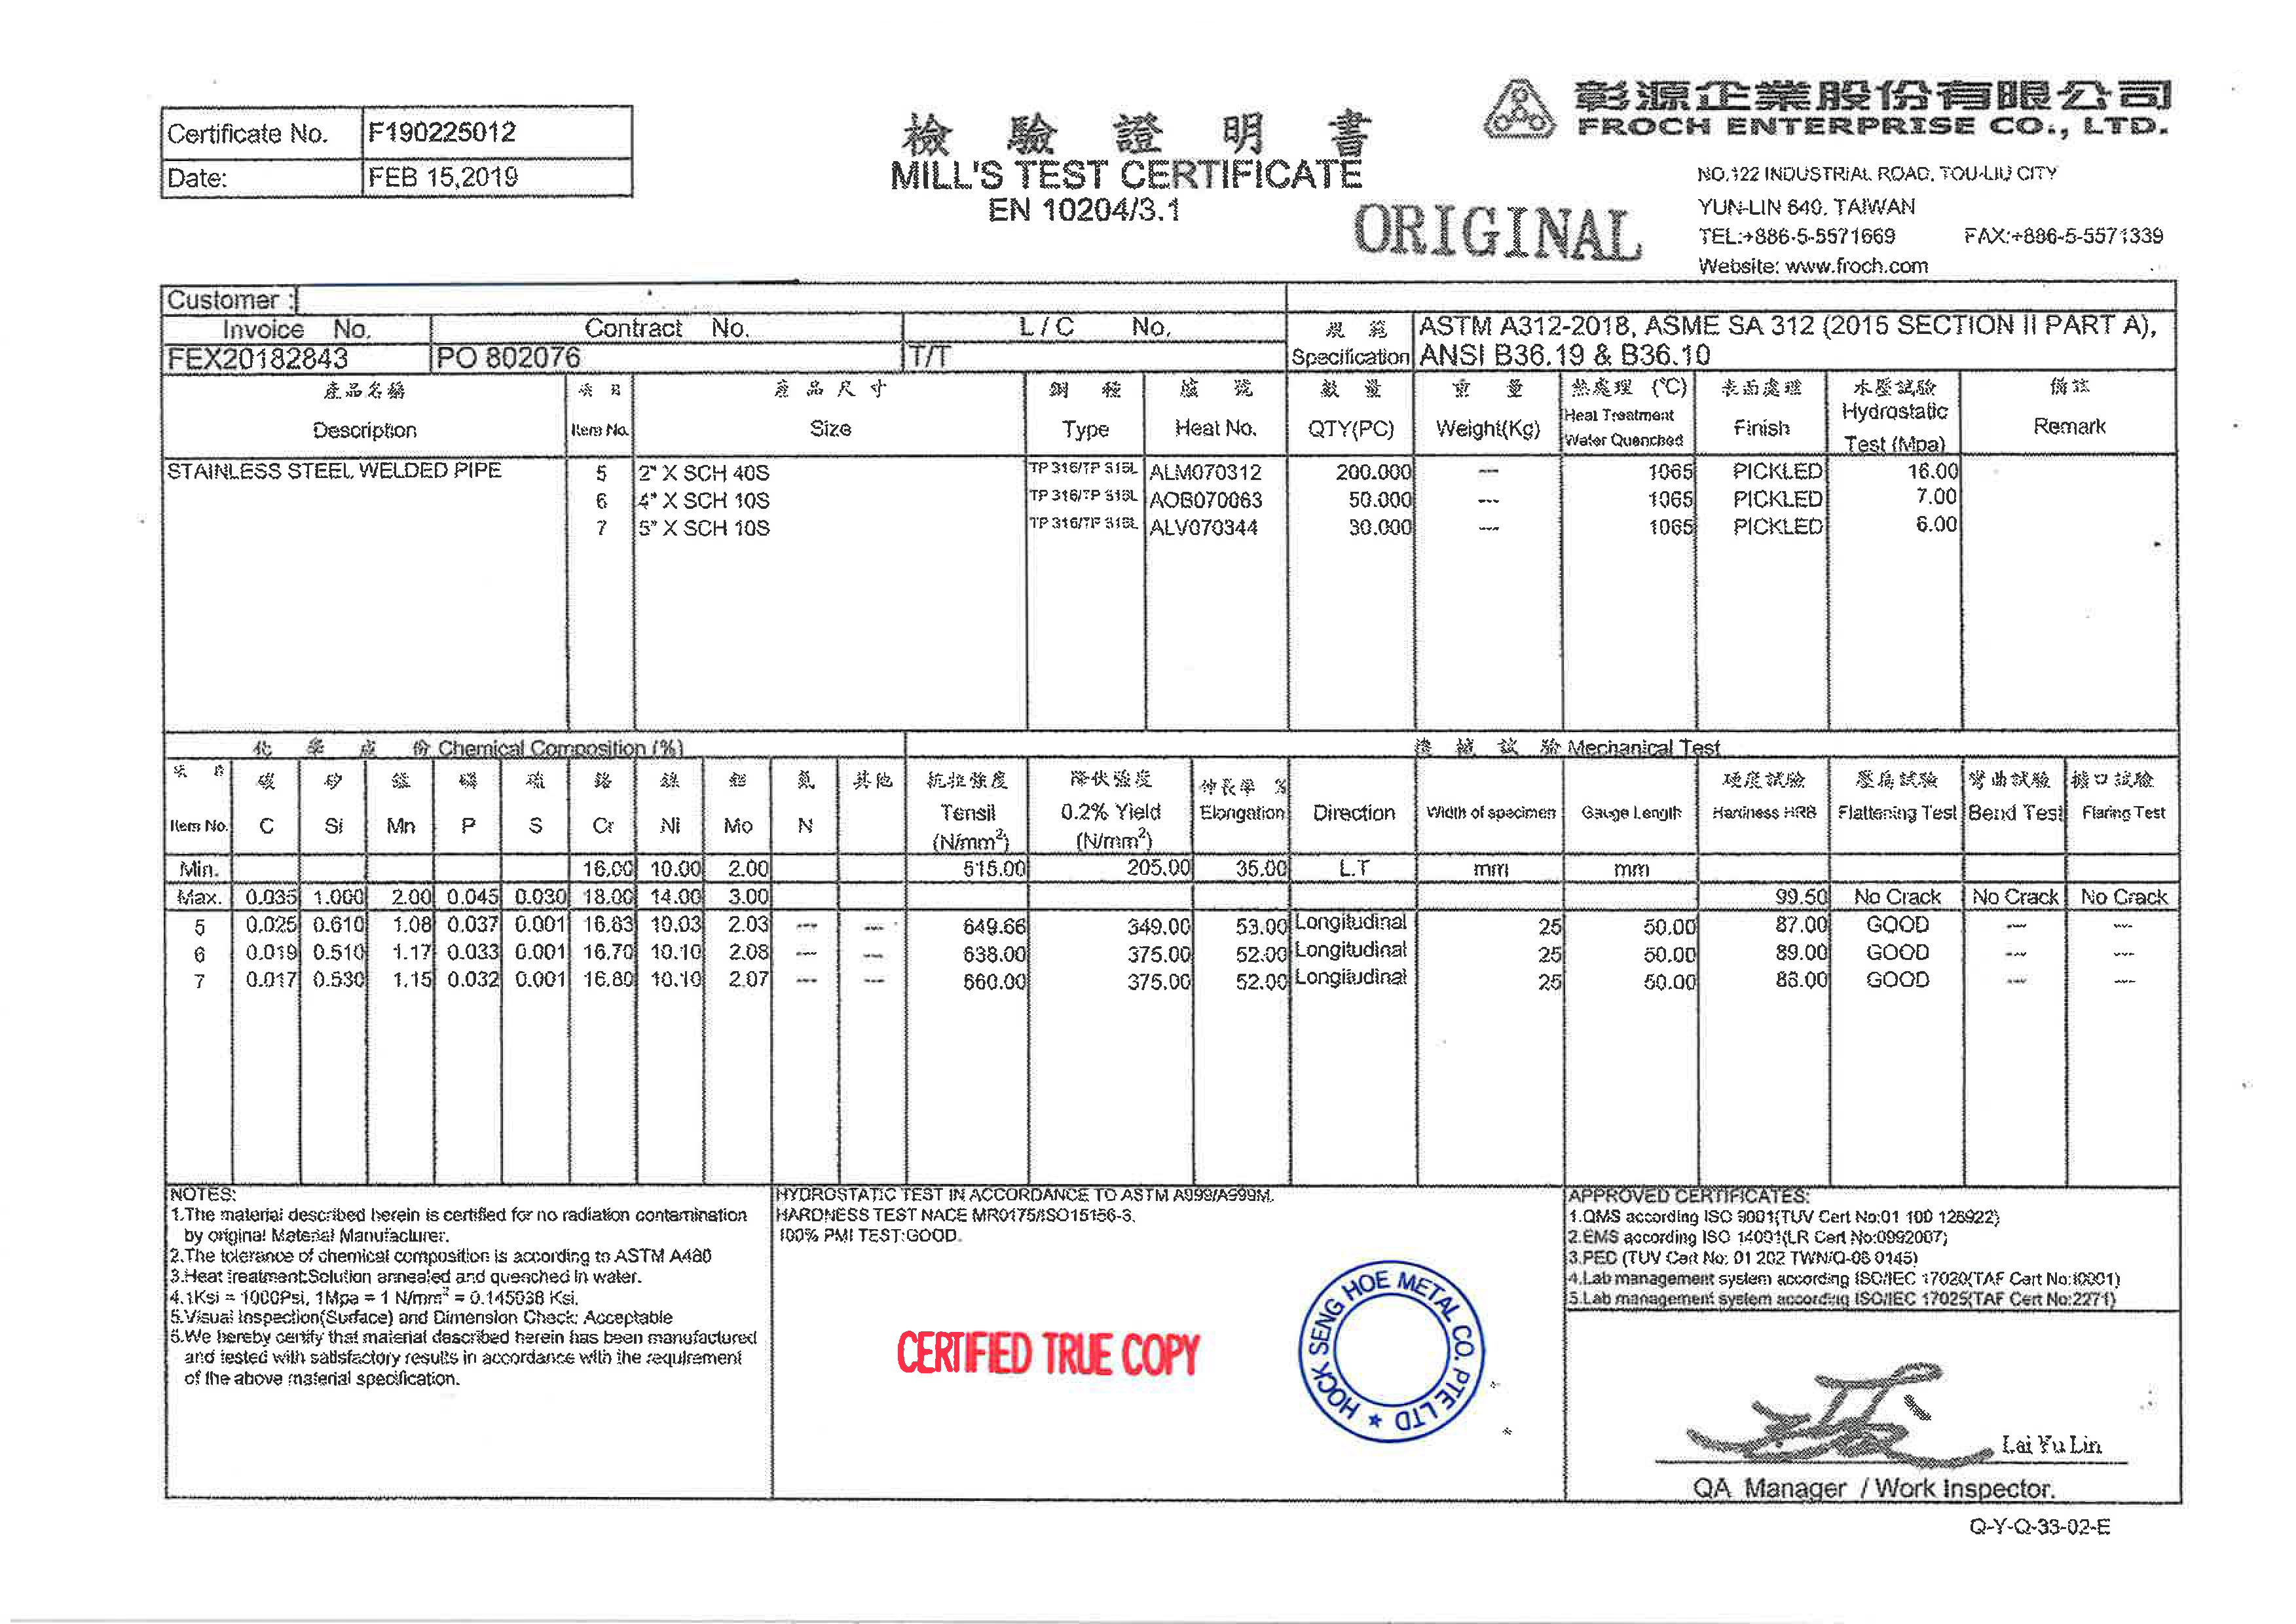 彰源企業股份有限公司
FROCH ENTERPRISE CO., LTD.
Certificate No. F190225012
Date: FEB 15,2019
檢驗證明書
MILL'S TEST CERTIFICATE
EN 10204/3.1
ORIGINAL
NO.122 INDUSTRIAL ROAD, TOU-LIU CITY
YUN-LIN 640, TAIWAN
TEL:+886-5-5571669 FAX:+886-5-5571339
Website: www.froch.com
Customer :
Invoice No. Contract No. L / C No.
FEX20182843 PO 802076 T/T
規範 Specification ASTM A312-2018, ASME SA 312 (2015 SECTION II PART A),
ANSI B36.19 & B36.10
產品名稱 項目 產品尺寸 鋼種 爐號 數量 重量 熱處理 (℃) 表面處理 水壓試驗 備註
Description Item No. Size Type Heat No. QTY(PC) Weight(Kg) Heat Treatment Water Quenched Finish Hydrostatic Test (Mpa) Remark
STAINLESS STEEL WELDED PIPE 5 2" X SCH 40S TP 316/TP 316L ALM070312 200.000 --- 1065 PICKLED 16.00
6 4" X SCH 10S TP 316/TP 316L AOB070063 50.000 --- 1065 PICKLED 7.00
7 5" X SCH 10S TP 316/TP 316L ALV070344 30.000 --- 1065 PICKLED 6.00
化學成份 Chemical Composition (%) 機械試驗 Mechanical Test
項目 碳 矽 錳 磷 硫 鉻 鎳 鉬 氮 其他 抗拉強度 降伏強度 伸長率 % 硬度試驗 壓扁試驗 彎曲試驗 擴口試驗
Item No. C Si Mn P S Cr Ni Mo N Tensil (N/mm²) 0.2% Yield (N/mm²) Elongation Direction Width of specimen Gauge Length Hardness HRB Flattening Test Bend Test Flaring Test
Min. 16.00 10.00 2.00 515.00 205.00 35.00 L.T mm mm
Max. 0.035 1.000 2.00 0.045 0.030 18.00 14.00 3.00 99.50 No Crack No Crack No Crack
5 0.025 0.610 1.08 0.037 0.001 16.63 10.03 2.03 --- --- 649.66 349.00 53.00 Longitudinal 25 50.00 87.00 GOOD --- ---
6 0.019 0.510 1.17 0.033 0.001 16.70 10.10 2.08 --- --- 638.00 375.00 52.00 Longitudinal 25 50.00 89.00 GOOD --- ---
7 0.017 0.530 1.15 0.032 0.001 16.80 10.10 2.07 --- --- 660.00 375.00 52.00 Longitudinal 25 50.00 88.00 GOOD --- ---
NOTES:
1.The material described herein is certified for no radiation contamination
by original Material Manufacturer.
2.The tolerance of chemical composition is according to ASTM A480
3.Heat treatment:Solution annealed and quenched in water.
4.1Ksi = 1000Psi, 1Mpa = 1 N/mm² = 0.145038 Ksi.
5.Visual Inspection(Surface) and Dimension Check: Acceptable
6.We hereby certify that material described herein has been manufactured
and tested with satisfactory results in accordance with the requirement
of the above material specification.
HYDROSTATIC TEST IN ACCORDANCE TO ASTM A999/A999M.
HARDNESS TEST NACE MR0175/ISO15156-3.
100% PMI TEST:GOOD.
CERTIFIED TRUE COPY
HOCK SENG HOE METAL CO. PTE LTD
APPROVED CERTIFICATES:
1.QMS according ISO 9001(TUV Cert No:01 100 126922)
2.EMS according ISO 14001(LR Cert No:0992007)
3.PED (TUV Cert No: 01 202 TWN/Q-06 0145)
4.Lab management system according ISO/IEC 17020(TAF Cert No:I0001)
5.Lab management system according ISO/IEC 17025(TAF Cert No:2271)
Lai Yu Lin
QA Manager / Work Inspector.
Q-Y-Q-33-02-E